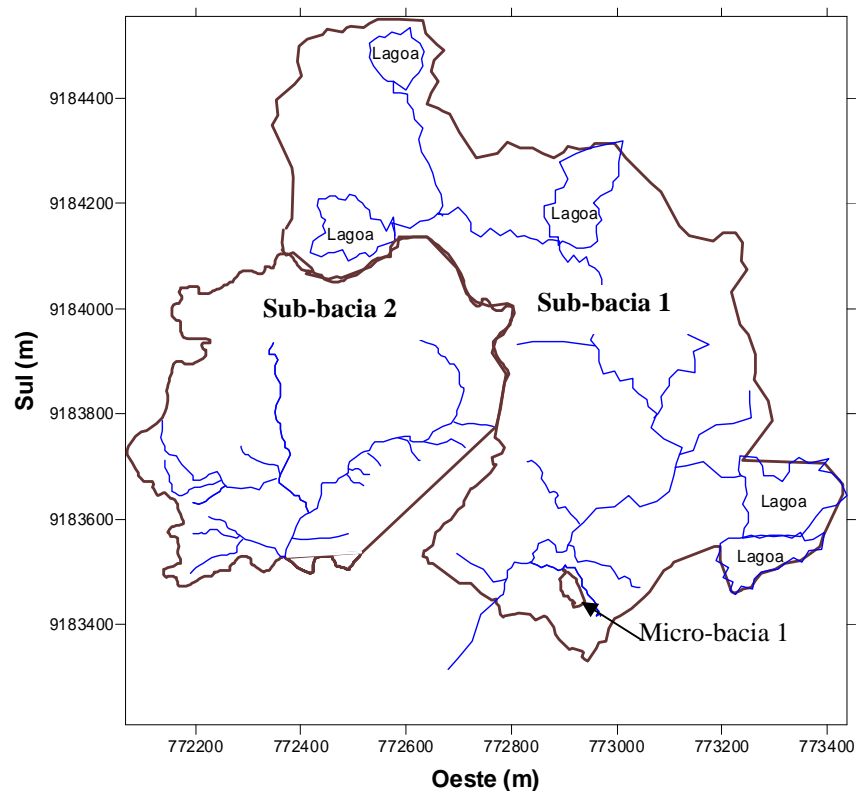 Lagoa
9184400
9184200
Lagoa
Lagoa
Sub-bacia 2
Sub-bacia 1
9184000
Sul (m)
9183800
Lagoa
9183600
Lagoa
9183400
Micro-bacia 1
772200 772400 772600 772800 773000 773200 773400
Oeste (m)